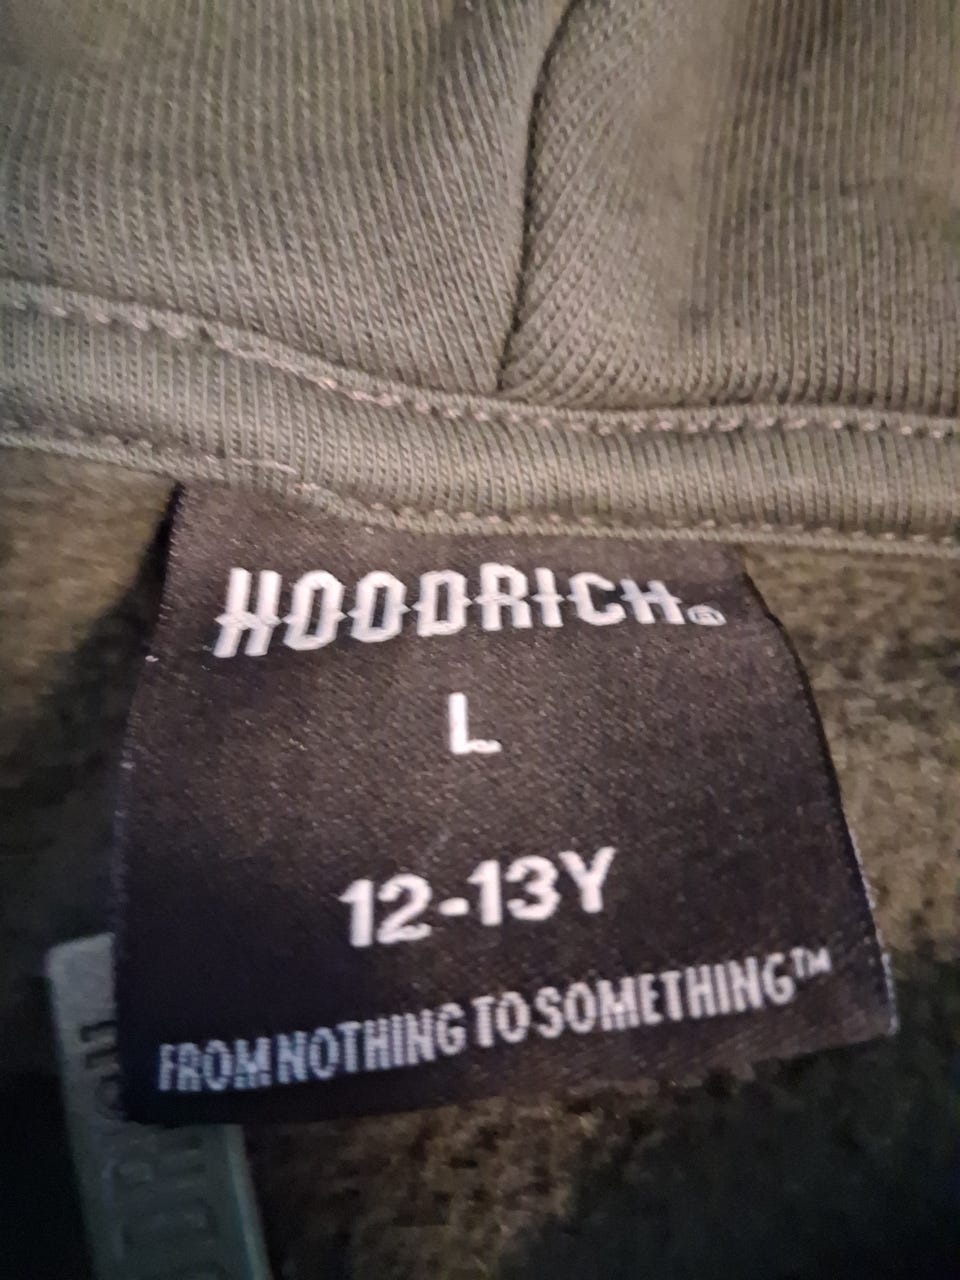 HOODRICH®
L
12-13Y
FROM NOTHING TO SOMETHING™